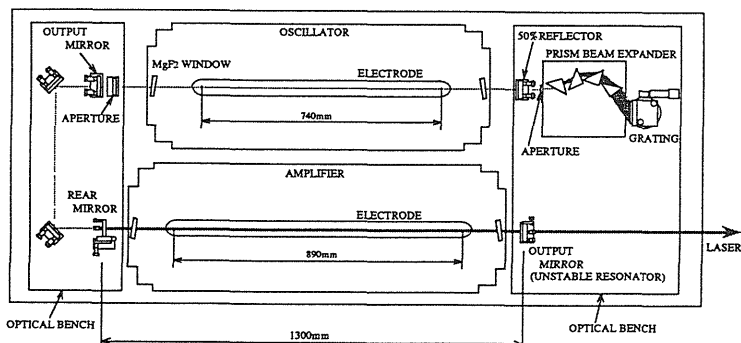 OSCILLATOR
OUTPUT
MIRROR
MgF2 WINDOW
ELECTRODE
50% REFLECTOR
PRISM BEAM EXPANDER
APERTURE
740mm
APERTURE
GRATING
AMPLIFIER
REAR
MIRROR
ELECTRODE
LASER
890mm
OUTPUT
MIRROR
(UNSTABLE RESONATOR)
OPTICAL BENCH
OPTICAL BENCH
1300mm